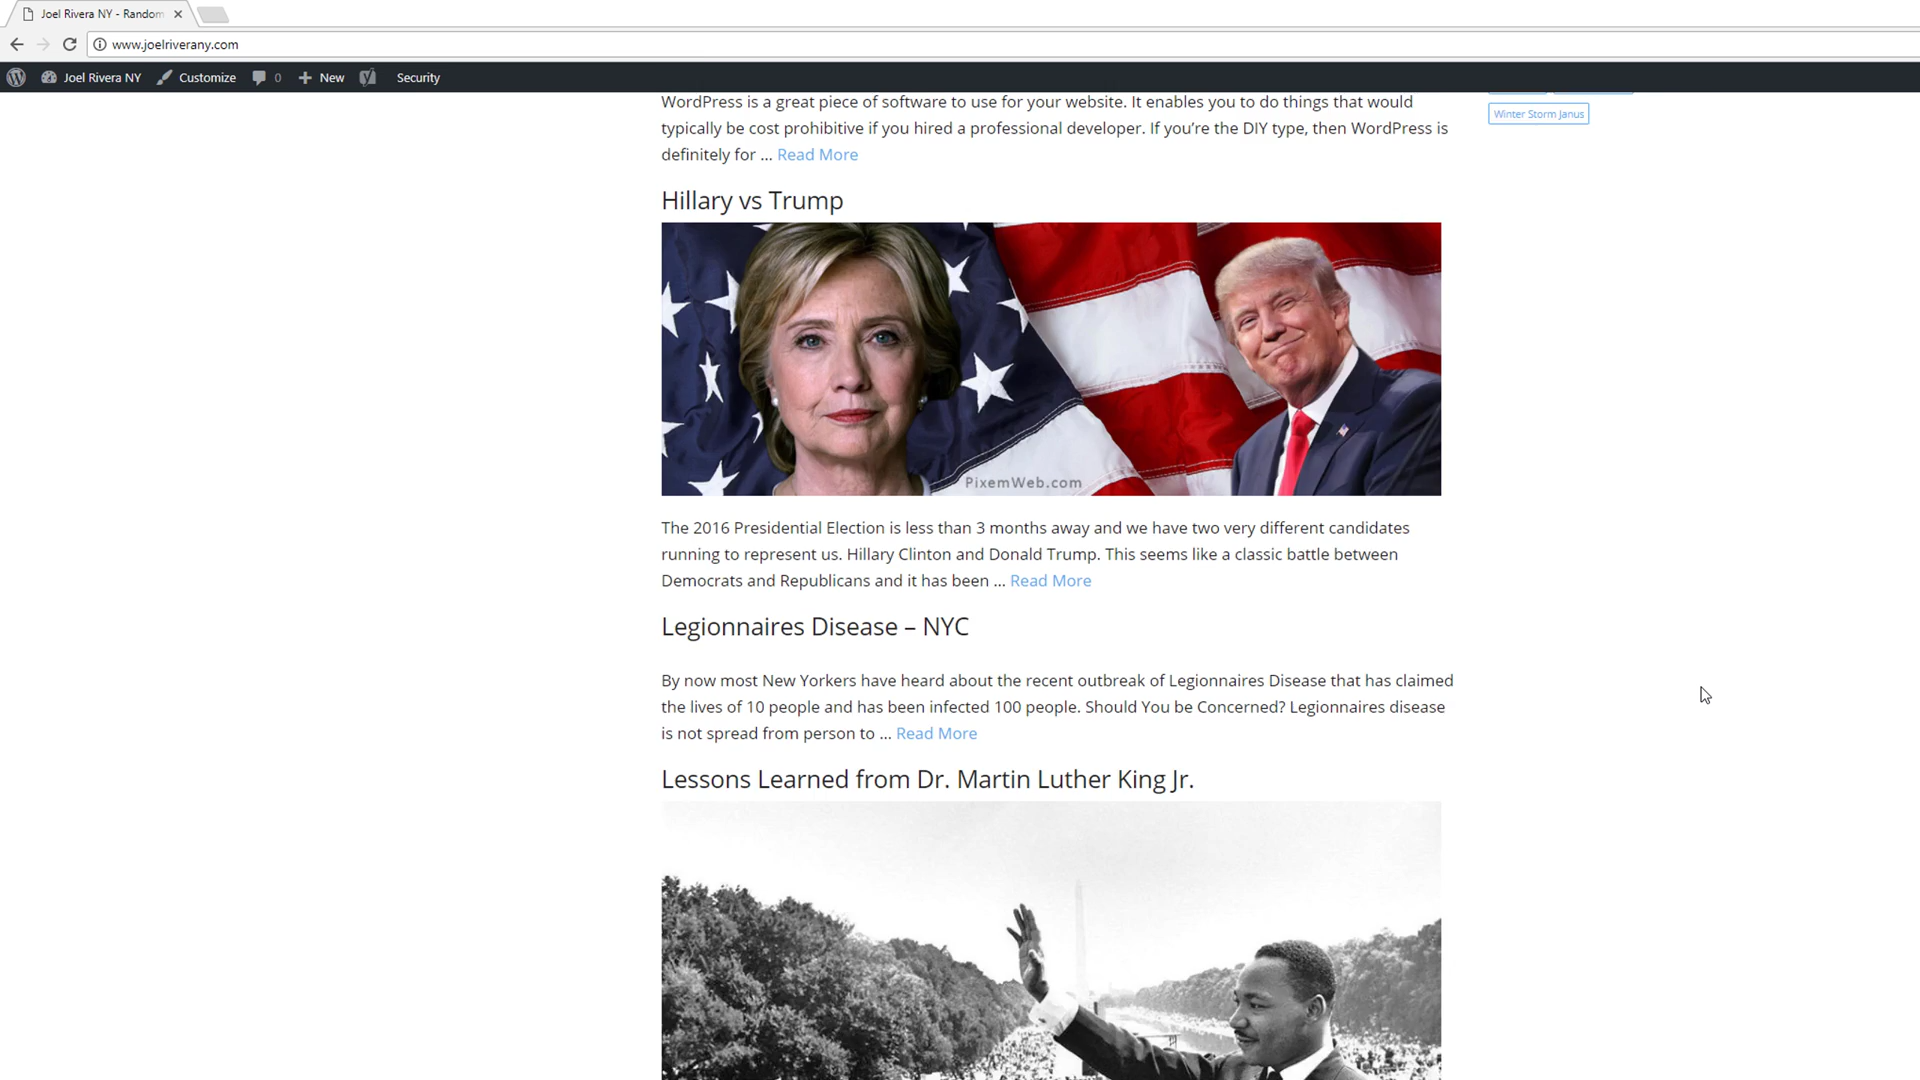 Joel Rivera NY - Random
www.joelriverany.com
Joel Rivera NY Customize 0 New Security
WordPress is a great piece of software to use for your website. It enables you to do things that would
typically be cost prohibitive if you hired a professional developer. If you’re the DIY type, then WordPress is
definitely for ... Read More
Winter Storm Janus
Hillary vs Trump
PixemWeb.com
The 2016 Presidential Election is less than 3 months away and we have two very different candidates
running to represent us. Hillary Clinton and Donald Trump. This seems like a classic battle between
Democrats and Republicans and it has been ... Read More
Legionnaires Disease – NYC
By now most New Yorkers have heard about the recent outbreak of Legionnaires Disease that has claimed
the lives of 10 people and has been infected 100 people. Should You be Concerned? Legionnaires disease
is not spread from person to ... Read More
Lessons Learned from Dr. Martin Luther King Jr.